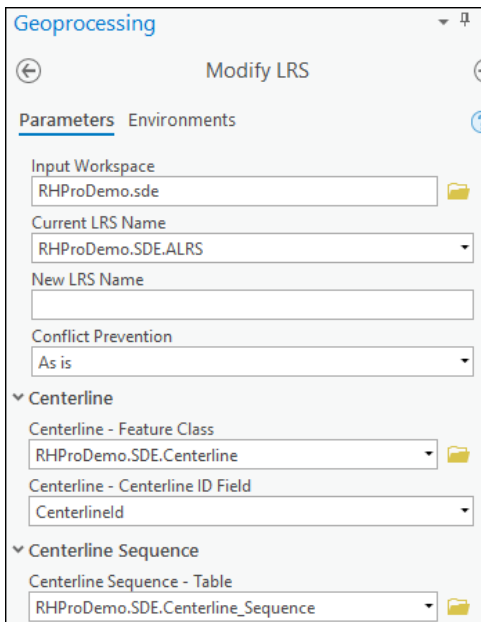 Geoprocessing
Modify LRS
Parameters Environments
Input Workspace
RHProDemo.sde
Current LRS Name
RHProDemo.SDE.ALRS
New LRS Name
Conflict Prevention
As is
Centerline
Centerline - Feature Class
RHProDemo.SDE.Centerline
Centerline - Centerline ID Field
CenterlineId
Centerline Sequence
Centerline Sequence - Table
RHProDemo.SDE.Centerline_Sequence